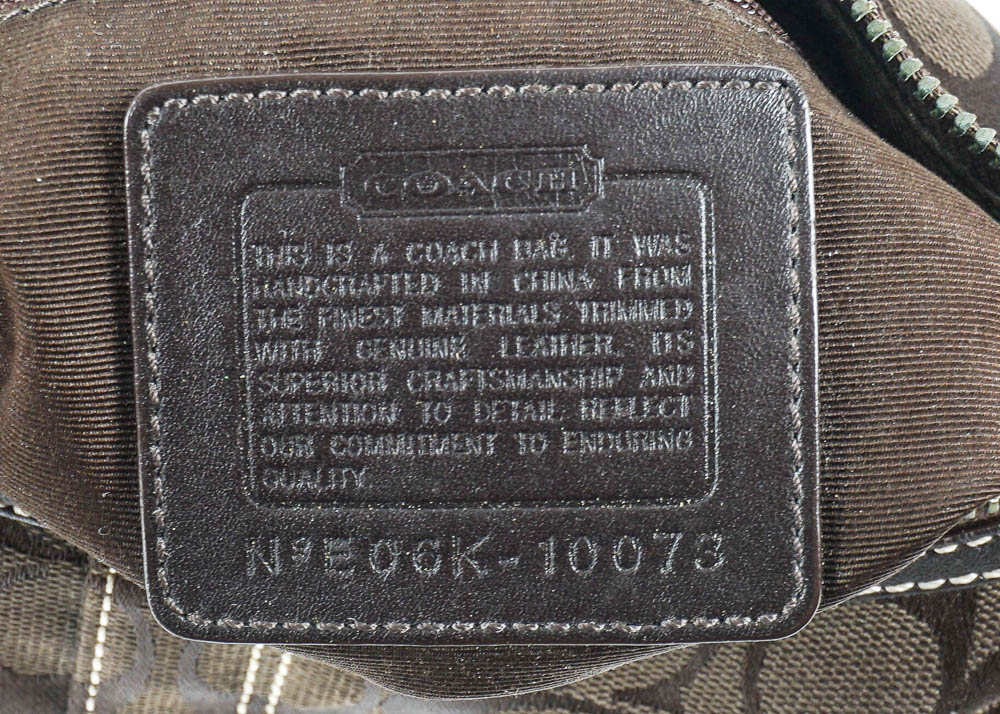 COACH
THIS IS A COACH BAG. IT WAS
HANDCRAFTED IN CHINA FROM
THE FINEST MATERIALS TRIMMED
WITH GENUINE LEATHER. ITS
SUPERIOR CRAFTSMANSHIP AND
ATTENTION TO DETAIL REFLECT
OUR COMMITMENT TO ENDURING
QUALITY.
Nº E06K-10073